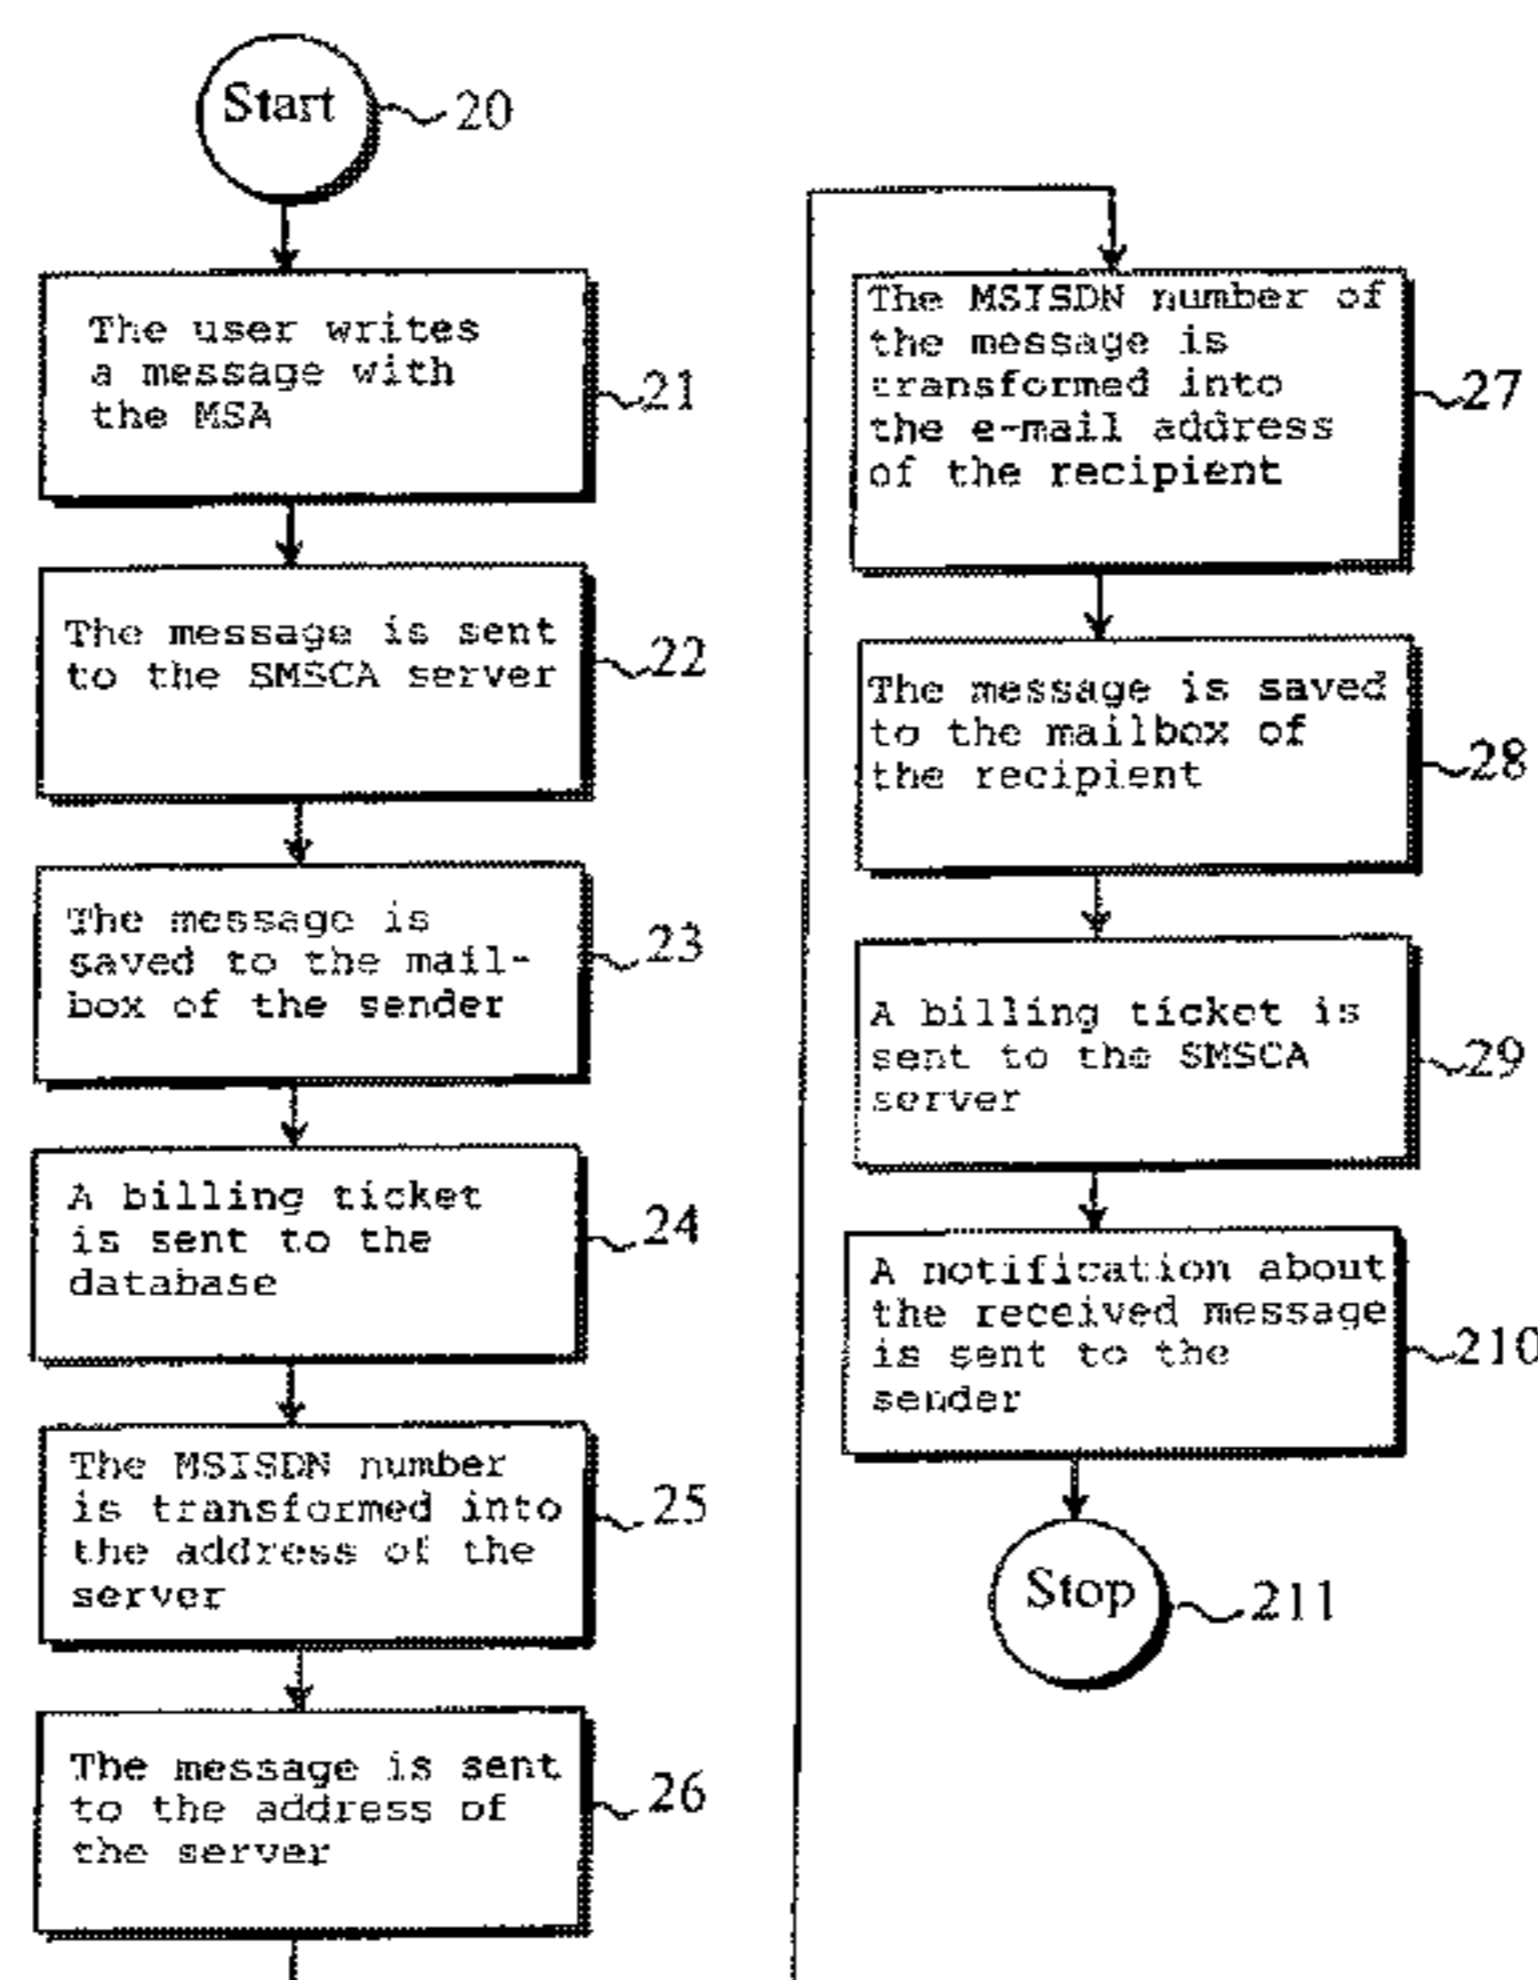 Start
20
The user writes
a message with
the MSA
21
The message is sent
to the SMSCA server
22
The message is
saved to the mail-
box of the sender
23
A billing ticket
is sent to the
database
24
The MSISDN number
is transformed into
the address of the
server
25
The message is sent
to the address of
the server
26
The MSISDN number of
the message is
transformed into
the e-mail address
of the recipient
27
The message is saved
to the mailbox of
the recipient
28
A billing ticket is
sent to the SMSCA
server
29
A notification about
the received message
is sent to the
sender
210
Stop
211